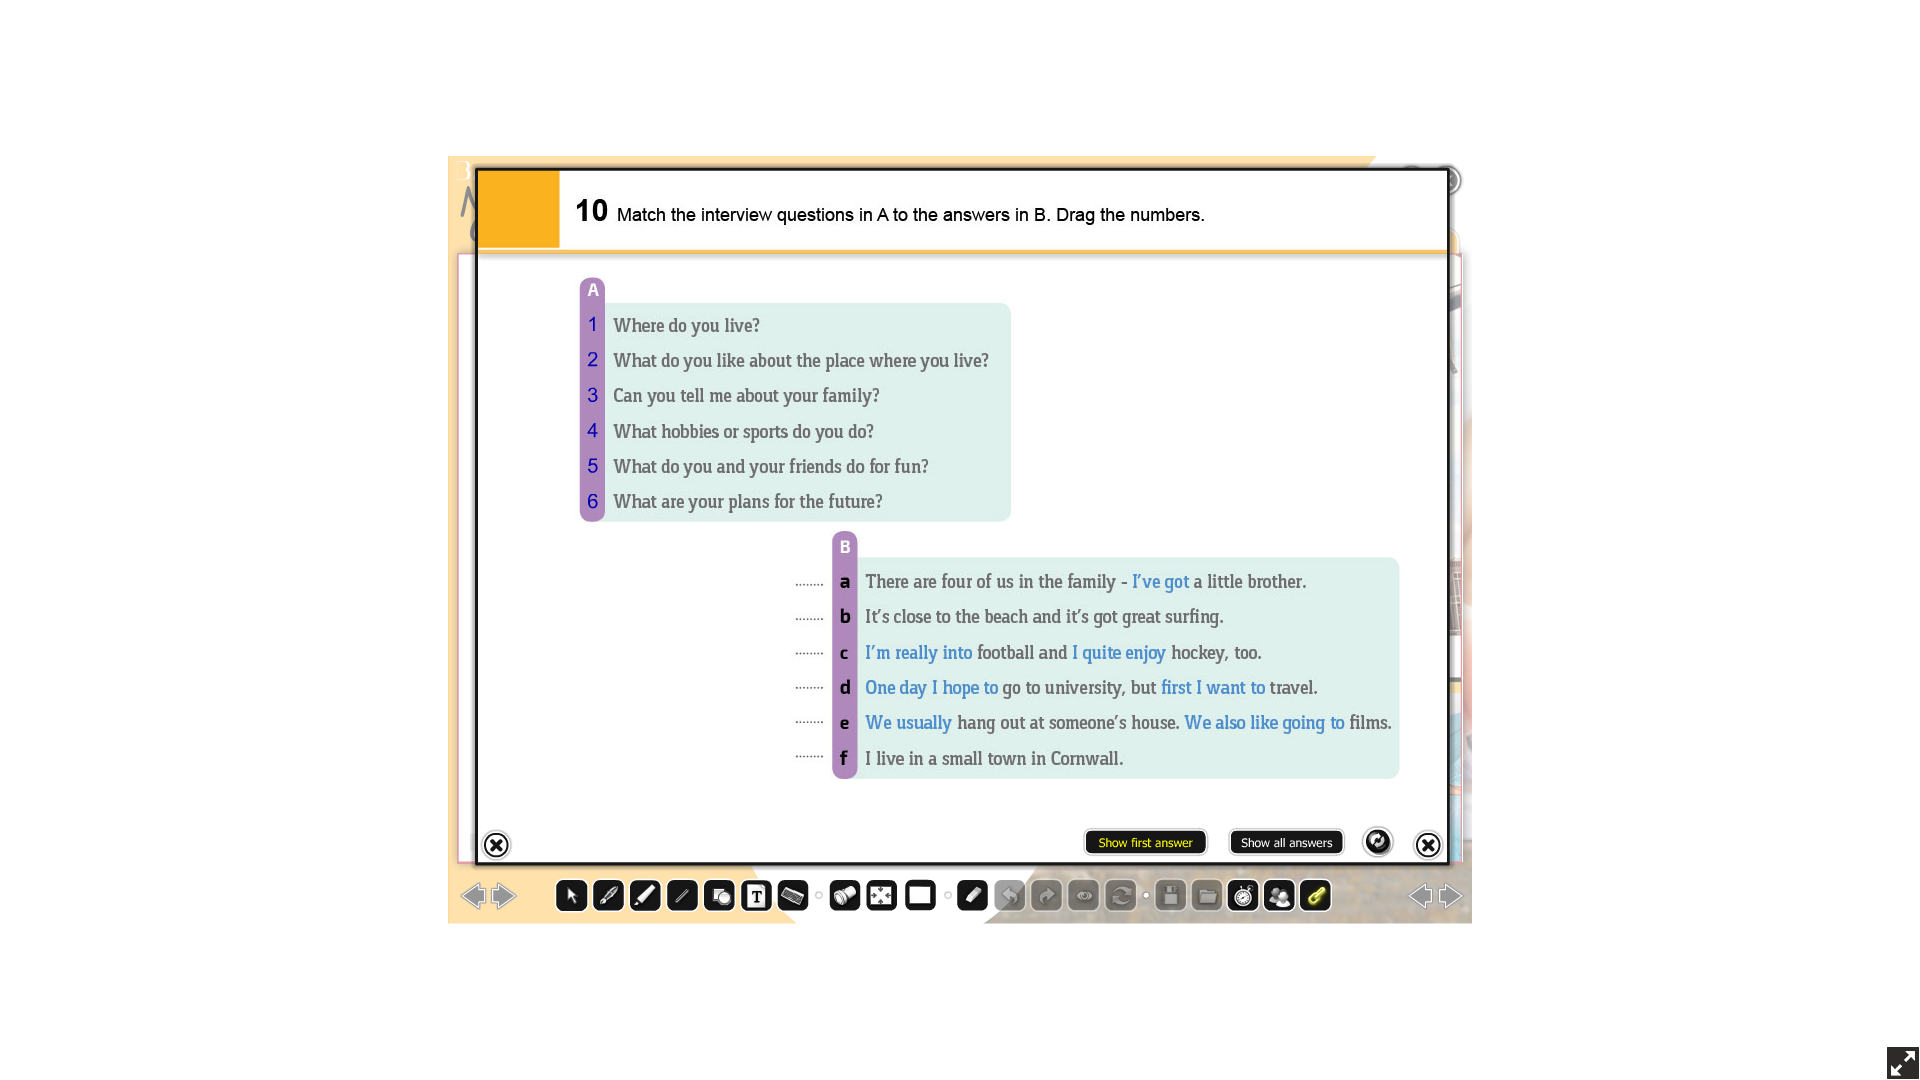 10 Match the interview questions in A to the answers in B. Drag the numbers.
A
1 Where do you live?
2 What do you like about the place where you live?
3 Can you tell me about your family?
4 What hobbies or sports do you do?
5 What do you and your friends do for fun?
6 What are your plans for the future?
B
........ a There are four of us in the family - I've got a little brother.
........ b It's close to the beach and it's got great surfing.
........ c I'm really into football and I quite enjoy hockey, too.
........ d One day I hope to go to university, but first I want to travel.
........ e We usually hang out at someone's house. We also like going to films.
........ f I live in a small town in Cornwall.
Show first answer Show all answers
T